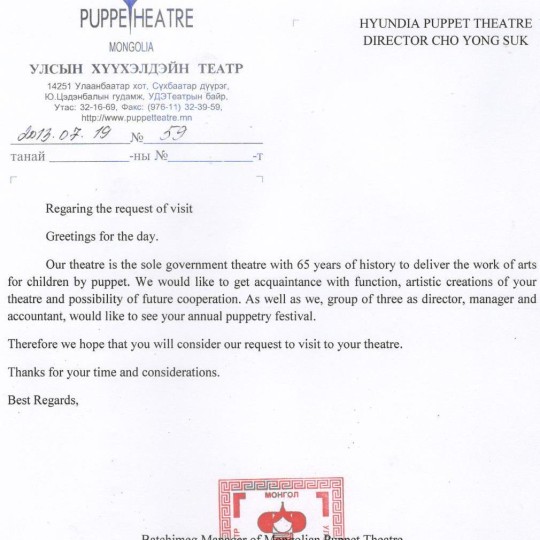 PUPPETHEATRE
MONGOLIA
УЛСЫН ХҮҮХЭЛДЭЙН ТЕАТР
14251 Улаанбаатар хот, Сүхбаатар дүүрэг,
Ю.Цэдэнбалын гудамж, УДЭТеатрын байр,
Утас: 32-16-69, Факс: (976-11) 32-39-59,
http://www.puppetteatre.mn
2013.07.19 № 59
танай -ны № -т
HYUNDIA PUPPET THEATRE
DIRECTOR CHO YONG SUK
Regaring the request of visit
Greetings for the day.
Our theatre is the sole government theatre with 65 years of history to deliver the work of arts
for children by puppet. We would like to get acquaintance with function, artistic creations of your
theatre and possibility of future cooperation. As well as we, group of three as director, manager and
accountant, would like to see your annual puppetry festival.
Therefore we hope that you will consider our request to visit to your theatre.
Thanks for your time and considerations.
Best Regards,
МОНГОЛ
Manager of Mongolian Puppet Theatre